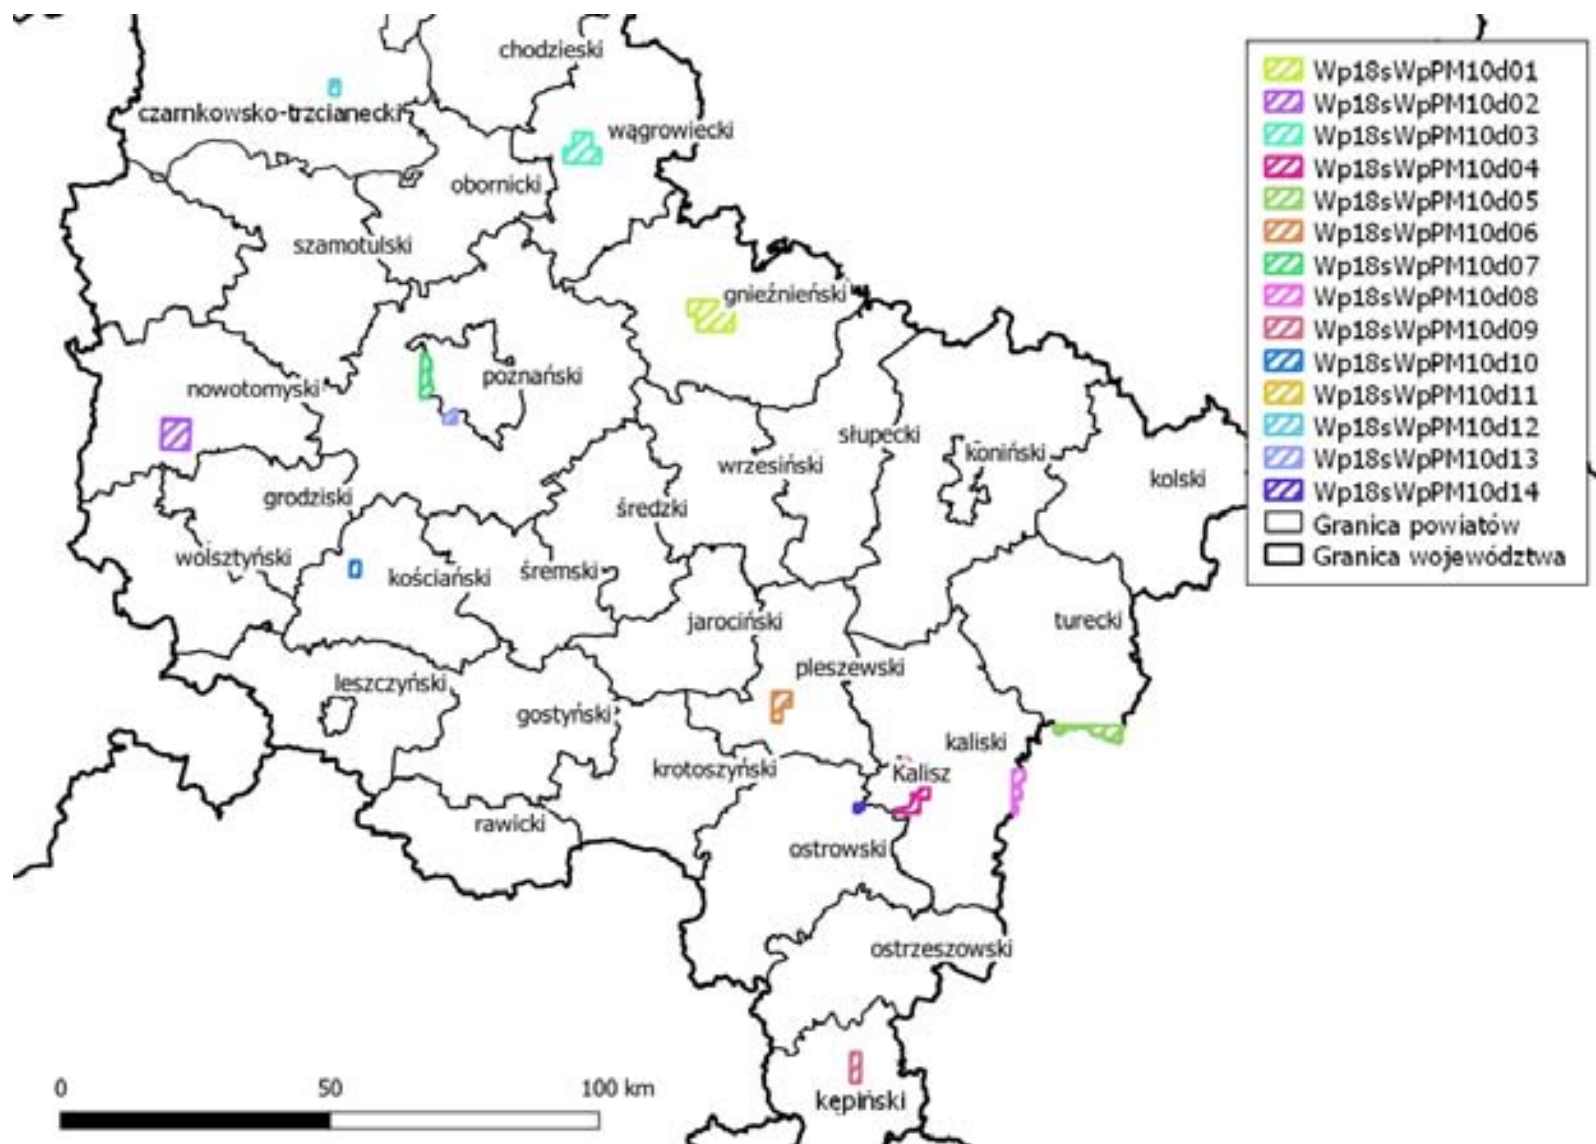 chodzieski
czarnkowsko-trzcianecki
wągrowiecki
obornicki
szamotulski
gnieźnieński
nowotomyski
poznański
słupecki
koniński
wrzesiński
kolski
grodziski
średzki
wolsztyński
kościański
śremski
jarociński
turecki
pleszewski
leszczyński
gostyński
kaliski
krotoszyński
Kalisz
rawicki
ostrowski
ostrzeszowski
kępiński
0 50 100 km
Wp18sWpPM10d01
Wp18sWpPM10d02
Wp18sWpPM10d03
Wp18sWpPM10d04
Wp18sWpPM10d05
Wp18sWpPM10d06
Wp18sWpPM10d07
Wp18sWpPM10d08
Wp18sWpPM10d09
Wp18sWpPM10d10
Wp18sWpPM10d11
Wp18sWpPM10d12
Wp18sWpPM10d13
Wp18sWpPM10d14
Granica powiatów
Granica województwa